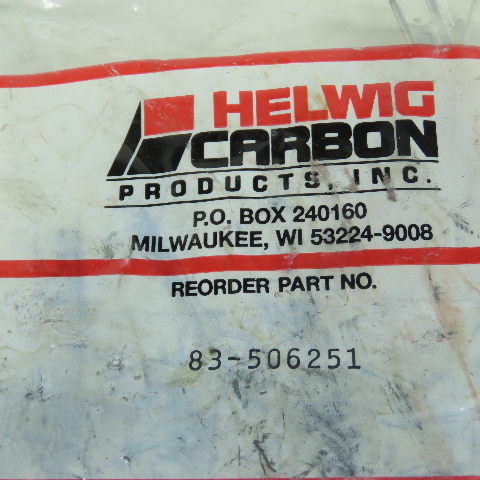 HELWIG
CARBON
PRODUCTS, INC.
P.O. BOX 240160
MILWAUKEE, WI 53224-9008
REORDER PART NO.
83-506251